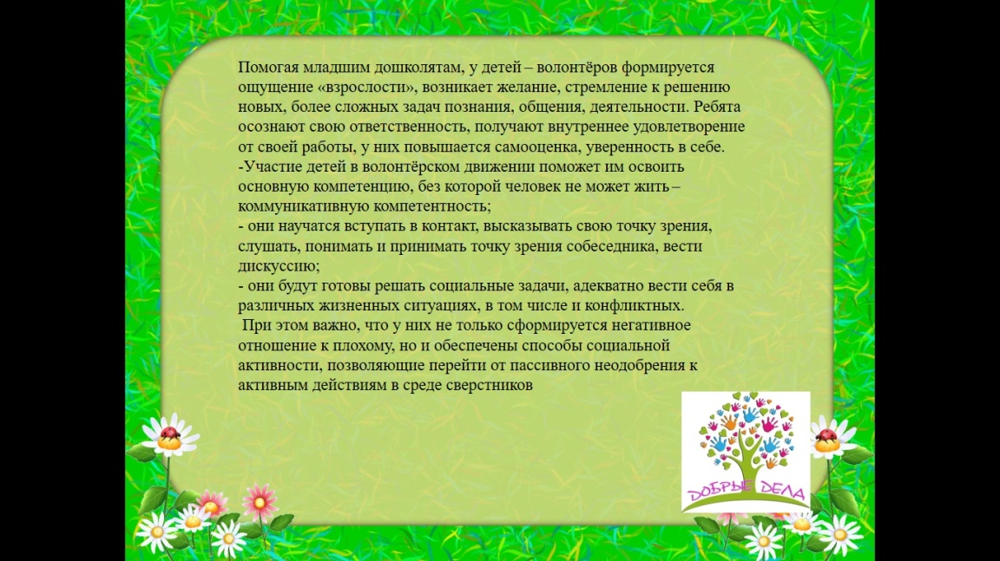 Помогая младшим дошколятам, у детей – волонтёров формируется
ощущение «взрослости», возникает желание, стремление к решению
новых, более сложных задач познания, общения, деятельности. Ребята
осознают свою ответственность, получают внутреннее удовлетворение
от своей работы, у них повышается самооценка, уверенность в себе.
-Участие детей в волонтёрском движении поможет им освоить
основную компетенцию, без которой человек не может жить –
коммуникативную компетентность;
- они научатся вступать в контакт, высказывать свою точку зрения,
слушать, понимать и принимать точку зрения собеседника, вести
дискуссию;
- они будут готовы решать социальные задачи, адекватно вести себя в
различных жизненных ситуациях, в том числе и конфликтных.
При этом важно, что у них не только сформируется негативное
отношение к плохому, но и обеспечены способы социальной
активности, позволяющие перейти от пассивного неодобрения к
активным действиям в среде сверстников
ДОБРЫЕ ДЕЛА